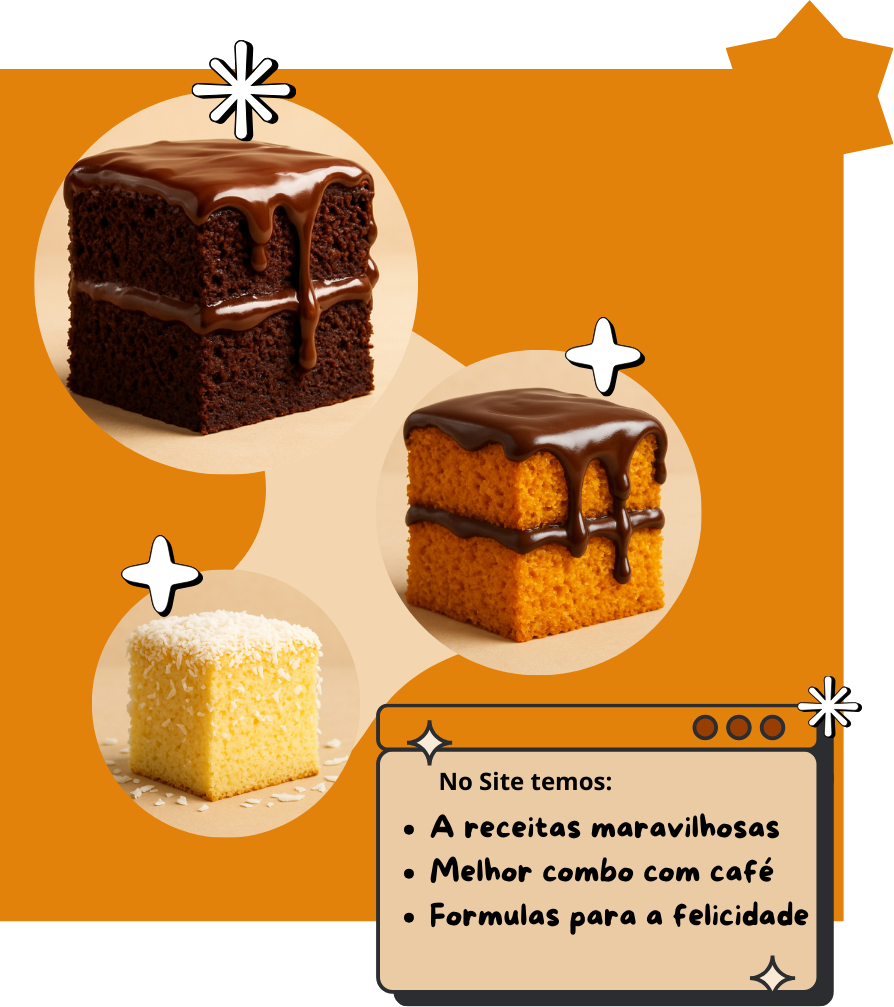 No Site temos:
• A receitas maravilhosas
• Melhor combo com café
• Formulas para a felicidade